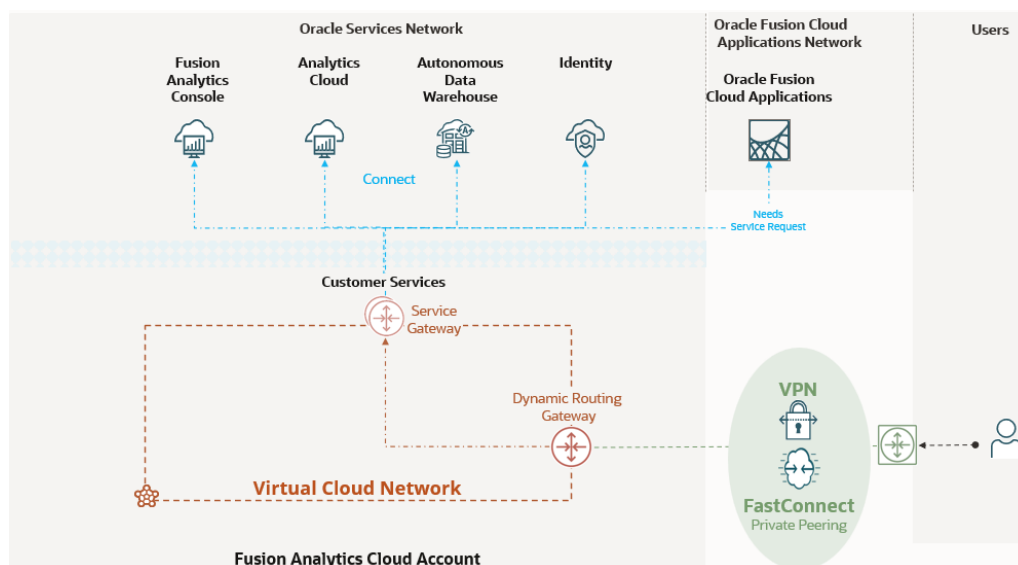 Oracle Services Network
Oracle Fusion Cloud
Applications Network
Users
Fusion
Analytics
Console
Analytics
Cloud
Autonomous
Data
Warehouse
Identity
Oracle Fusion
Cloud Applications
A
Connect
Needs
Service Request
Customer Services
Service
Gateway
Dynamic Routing
Gateway
VPN
Virtual Cloud Network
FastConnect
Private Peering
Fusion Analytics Cloud Account